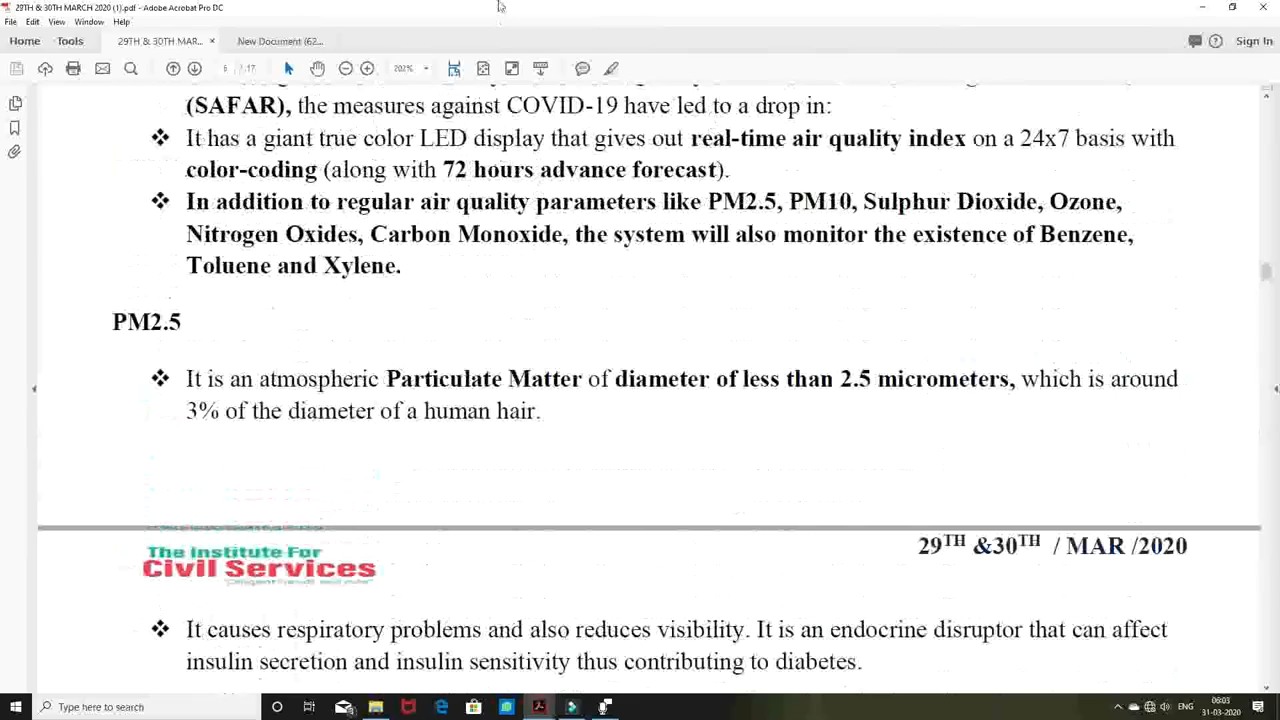 29TH & 30TH MARCH 2020 (1).pdf - Adobe Acrobat Pro DC
File Edit View Window Help
Home Tools 29TH & 30TH MAR... × New Document (62... Sign In
/ 17 202%
(SAFAR), the measures against COVID-19 have led to a drop in:
❖ It has a giant true color LED display that gives out real-time air quality index on a 24x7 basis with
color-coding (along with 72 hours advance forecast).
❖ In addition to regular air quality parameters like PM2.5, PM10, Sulphur Dioxide, Ozone,
Nitrogen Oxides, Carbon Monoxide, the system will also monitor the existence of Benzene,
Toluene and Xylene.
PM2.5
❖ It is an atmospheric Particulate Matter of diameter of less than 2.5 micrometers, which is around
3% of the diameter of a human hair.
The Institute For
Civil Services
29TH &30TH / MAR /2020
❖ It causes respiratory problems and also reduces visibility. It is an endocrine disruptor that can affect
insulin secretion and insulin sensitivity thus contributing to diabetes.
Type here to search
06:03
31-03-2020